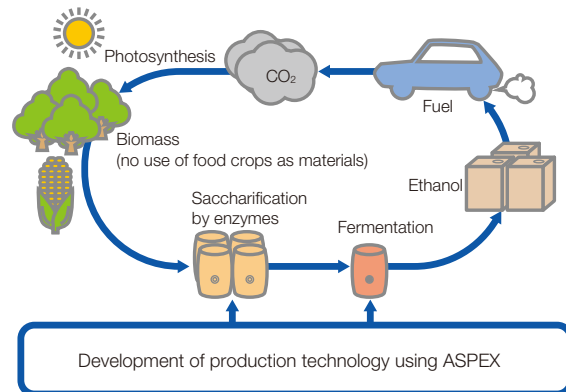 Photosynthesis
CO₂
Fuel
Biomass
(no use of food crops as materials)
Ethanol
Saccharification
by enzymes
Fermentation
Development of production technology using ASPEX